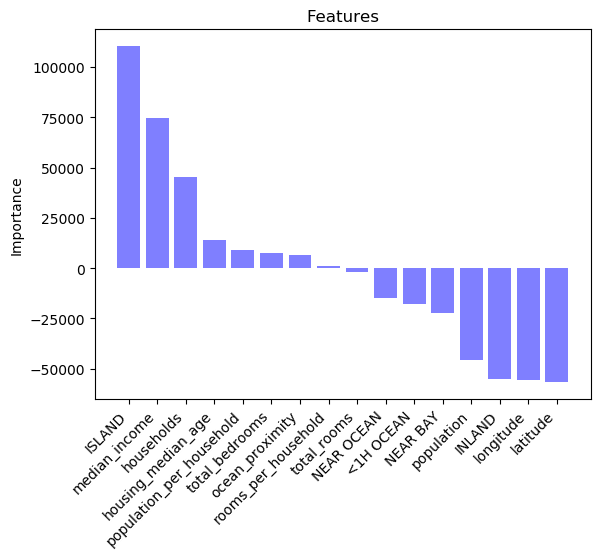 Features
Importance
100000
75000
50000
25000
0
−25000
−50000
ISLAND
median_income
households
housing_median_age
population_per_household
total_bedrooms
ocean_proximity
rooms_per_household
total_rooms
NEAR OCEAN
<1H OCEAN
NEAR BAY
population
INLAND
longitude
latitude